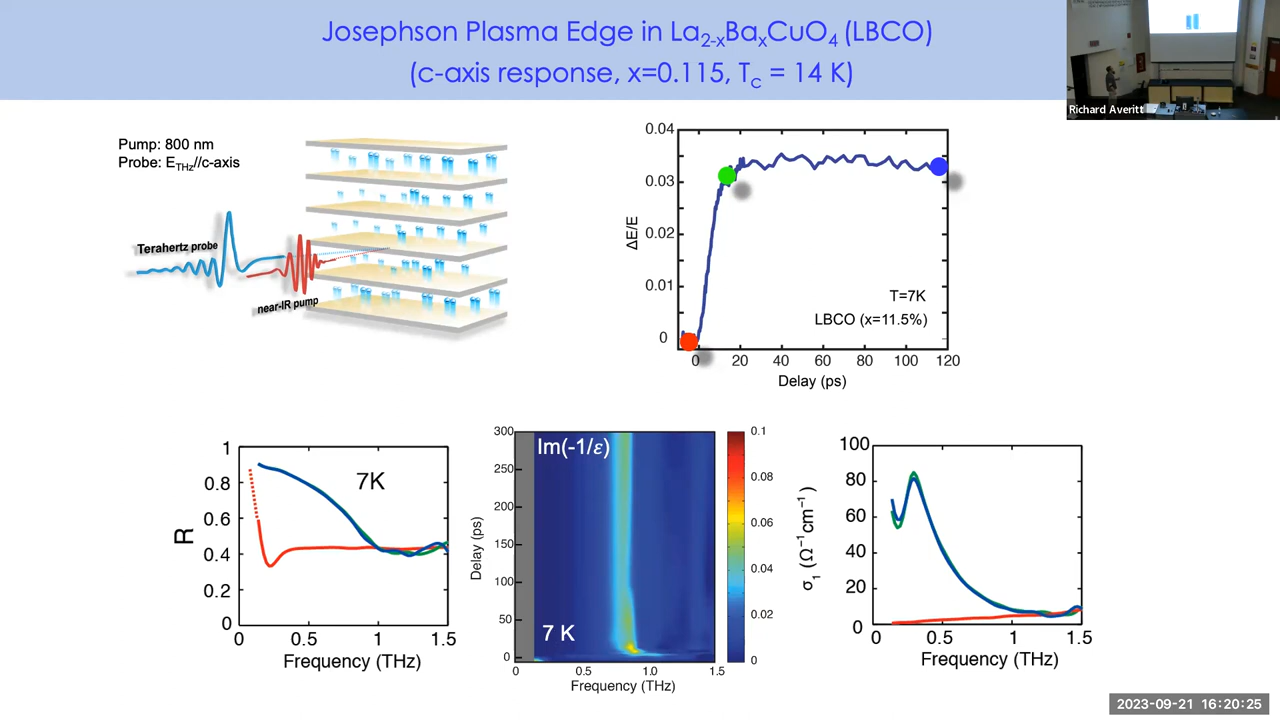 Josephson Plasma Edge in La2-xBaxCuO4 (LBCO)
(c-axis response, x=0.115, Tc = 14 K)
Richard Averitt
Pump: 800 nm
Probe: ETHz//c-axis
Terahertz probe
near-IR pump
0.04
0.03
0.02
0.01
0
ΔE/E
T=7K
LBCO (x=11.5%)
0 20 40 60 80 100 120
Delay (ps)
1
0.8
0.6
0.4
0.2
0
R
7K
0 0.5 1 1.5
Frequency (THz)
300
250
200
150
100
50
0
Delay (ps)
Im(-1/ε)
7 K
0 0.5 1.0 1.5
Frequency (THz)
0.1
0.08
0.06
0.04
0.02
0
100
80
60
40
20
0
σ1 (Ω−1cm−1)
0 0.5 1 1.5
Frequency (THz)
2023-09-21 16:20:25